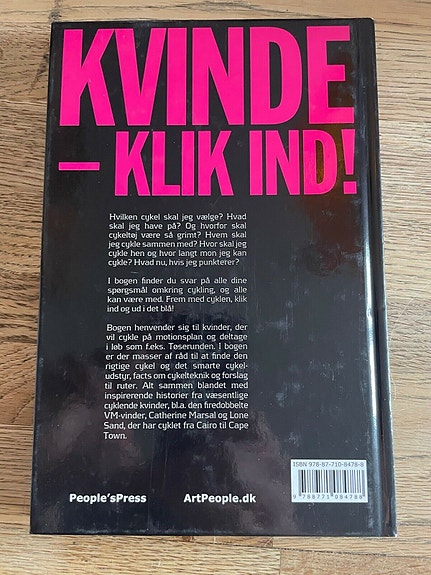 KVINDE
– KLIK IND!
Hvilken cykel skal jeg vælge? Hvad
skal jeg have på? Og hvorfor skal
cykeltøj være så grimt? Hvem skal
jeg cykle sammen med? Hvor skal jeg
cykle hen og hvor langt mon jeg kan
cykle? Hvad nu, hvis jeg punkterer?
I bogen finder du svar på alle dine
spørgsmål omkring cykling, og alle
kan være med. Frem med cyklen, klik
ind og ud i det blå!
Bogen henvender sig til kvinder, der
vil cykle på motionsplan og deltage
i løb som f.eks. Tøserunden. I bogen
er der masser af råd til at finde den
rigtige cykel og det smarte cykel-
udstyr, facts om cykelteknik og forslag
til ruter. Alt sammen blandet med
inspirerende historier fra væsentlige
cyklende kvinder, bl.a. den firedobbelte
VM-vinder, Catherine Marsal og Lone
Sand, der har cyklet fra Cairo til Cape
Town.
ISBN 978-87-710-8478-8
9 788771 084788
People'sPress ArtPeople.dk